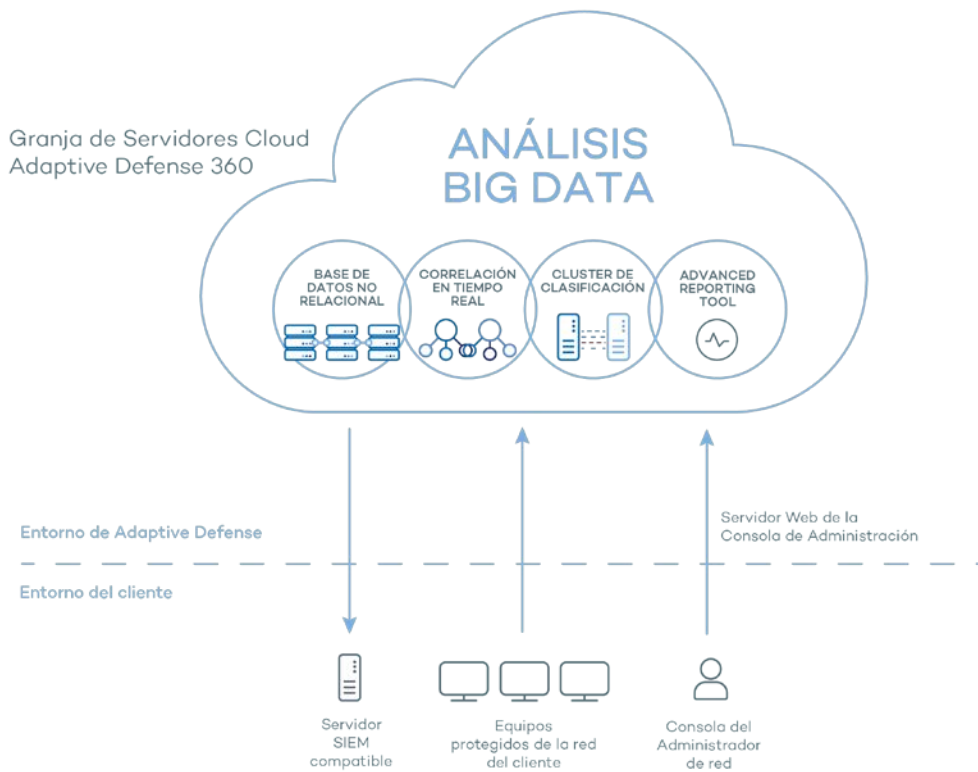 Granja de Servidores Cloud
Adaptive Defense 360
ANÁLISIS
BIG DATA
BASE DE
DATOS NO
RELACIONAL
CORRELACIÓN
EN TIEMPO
REAL
CLUSTER DE
CLASIFICACIÓN
ADVANCED
REPORTING
TOOL
Entorno de Adaptive Defense
Servidor Web de la
Consola de Administración
Entorno del cliente
Servidor
SIEM
compatible
Equipos
protegidos de la red
del cliente
Consola del
Administrador
de red